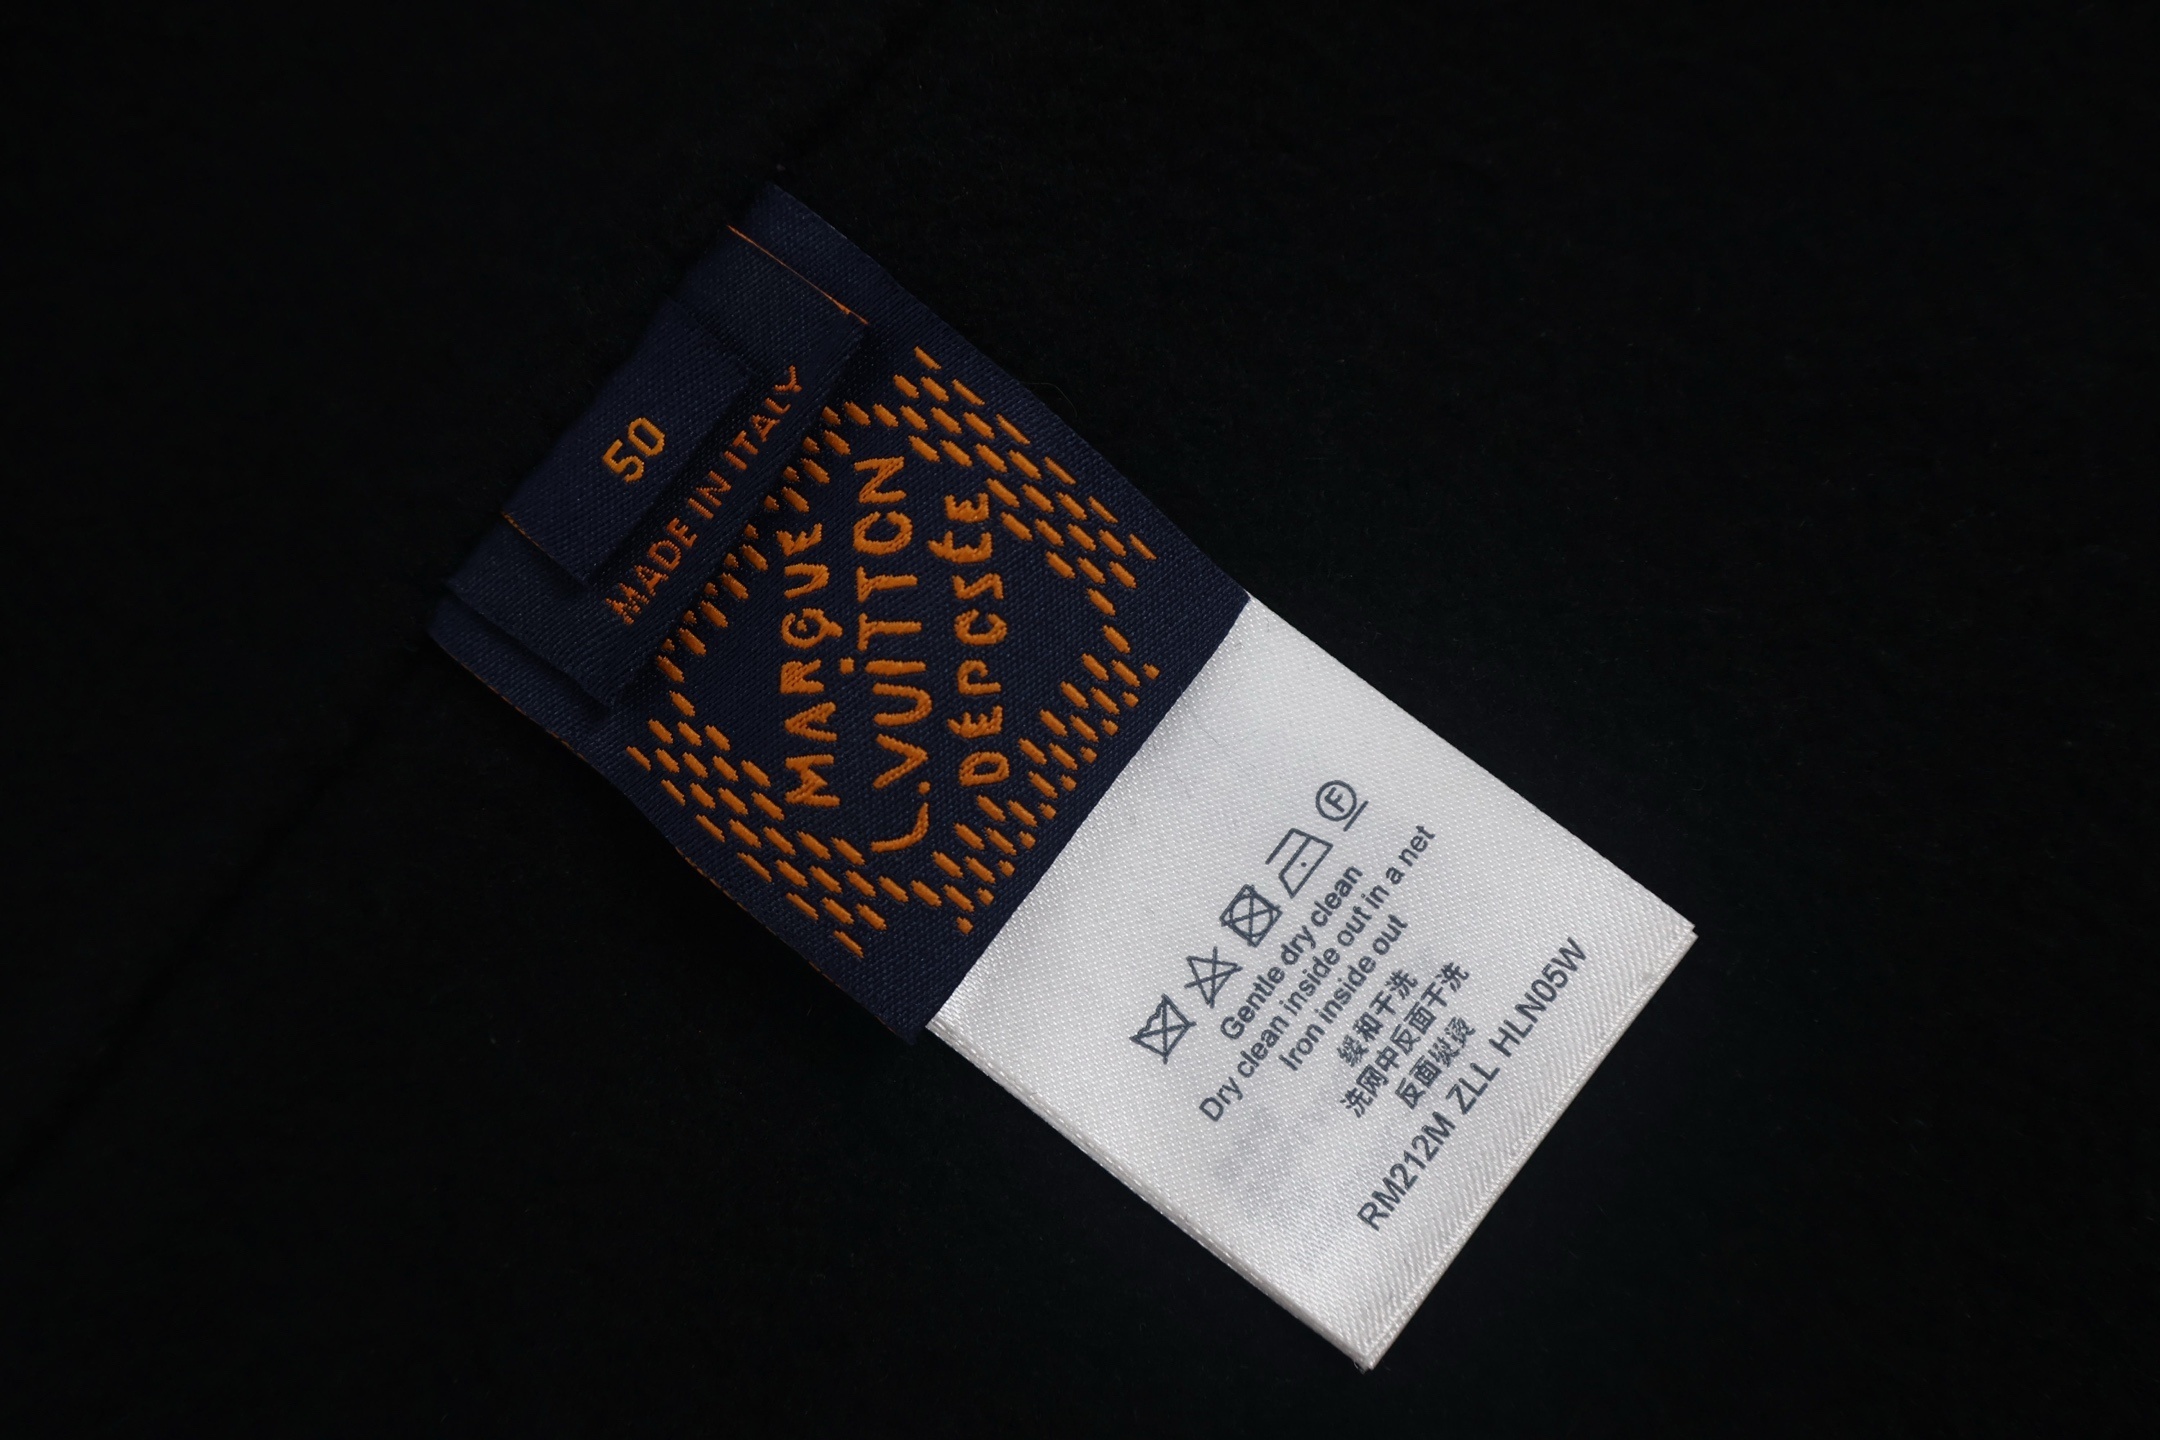 50
MADE IN ITALY
MARQUE
L.VUiTTON
DÉPOSÉE
Gentle dry clean
Dry clean inside out in a net
Iron inside out
缓和干洗
洗网中反面干洗
反面熨烫
RM212M ZLL HLN05W